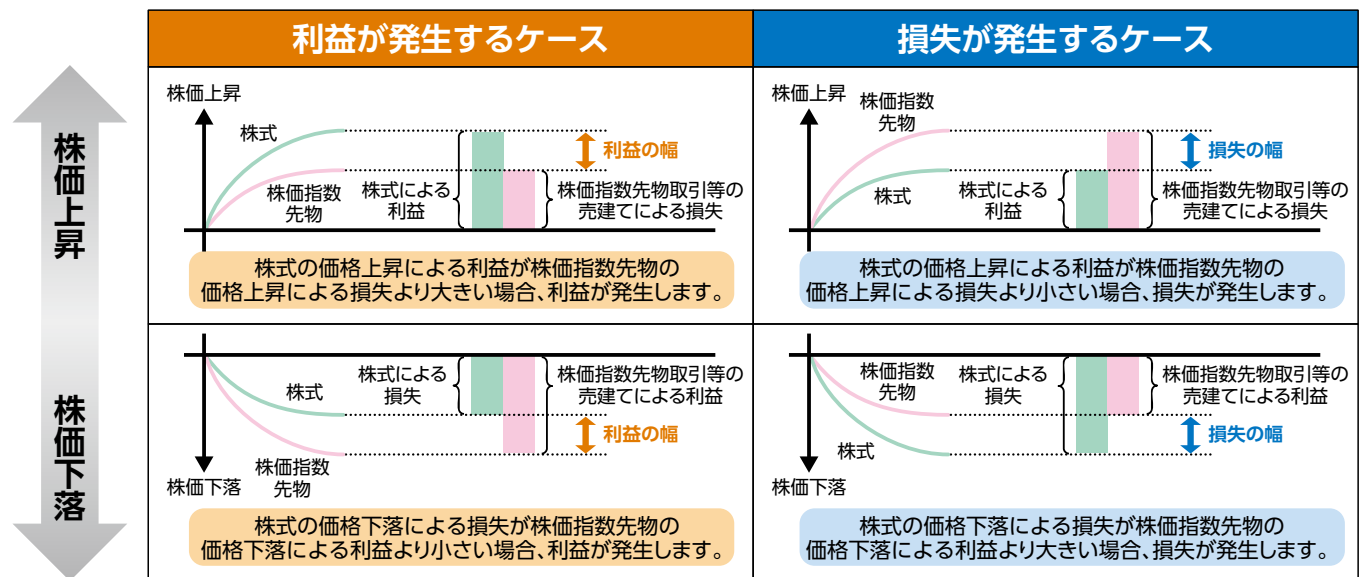 利益が発生するケース
損失が発生するケース
株価上昇
株価下落
株価上昇
株式
株価指数
先物
株式による
利益
利益の幅
株価指数先物取引等の
売建てによる損失
株式の価格上昇による利益が株価指数先物の
価格上昇による損失より大きい場合、利益が発生します。
株価上昇
株価指数
先物
株式
株式による
利益
損失の幅
株価指数先物取引等の
売建てによる損失
株式の価格上昇による利益が株価指数先物の
価格上昇による損失より小さい場合、損失が発生します。
株式
株価指数
先物
株価下落
株式による
損失
株価指数先物取引等の
売建てによる利益
利益の幅
株式の価格下落による損失が株価指数先物の
価格下落による利益より小さい場合、利益が発生します。
株価指数
先物
株式
株価下落
株式による
損失
株価指数先物取引等の
売建てによる利益
損失の幅
株式の価格下落による損失が株価指数先物の
価格下落による利益より大きい場合、損失が発生します。